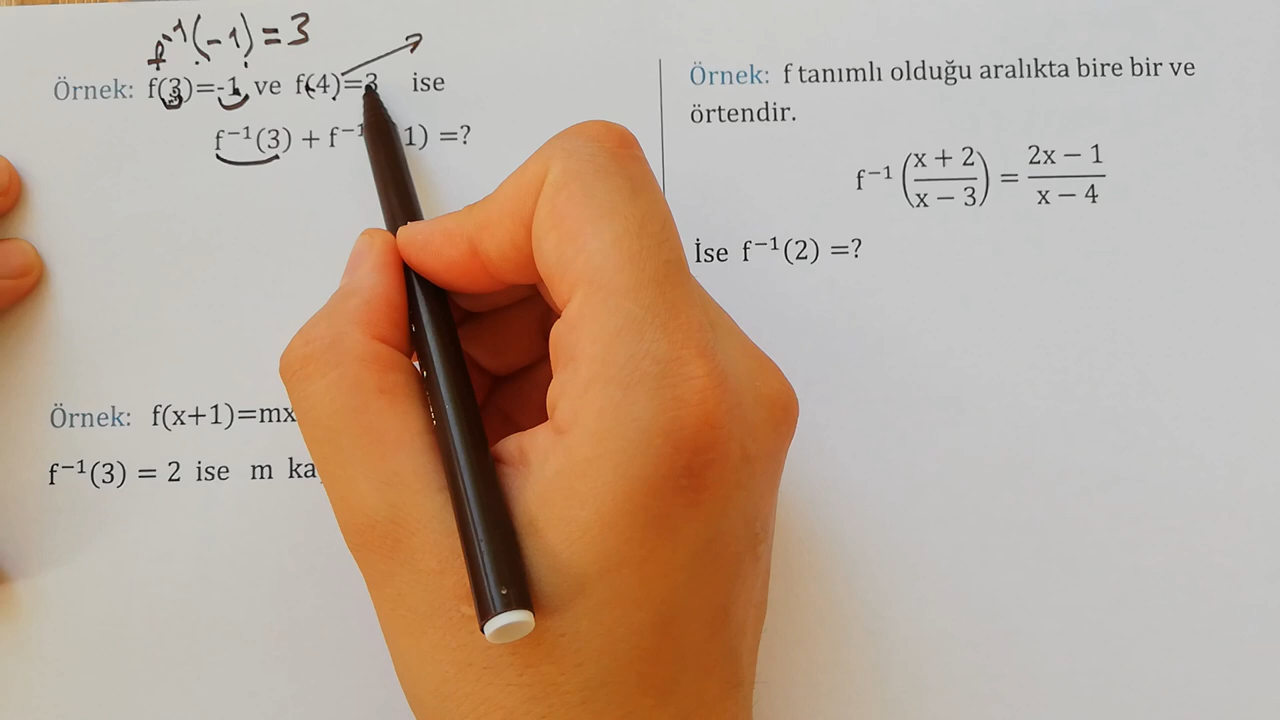 f⁻¹(-1)=3
Örnek: f(3)=-1 ve f(4)=3 ise
f⁻¹(3) + f⁻¹ 1) =?
Örnek: f(x+1)=mx
f⁻¹(3) = 2 ise m
Örnek: f tanımlı olduğu aralıkta bire bir ve
örtendir.
f⁻¹((x + 2)/(x − 3)) = (2x − 1)/(x − 4)
İse f⁻¹(2) =?